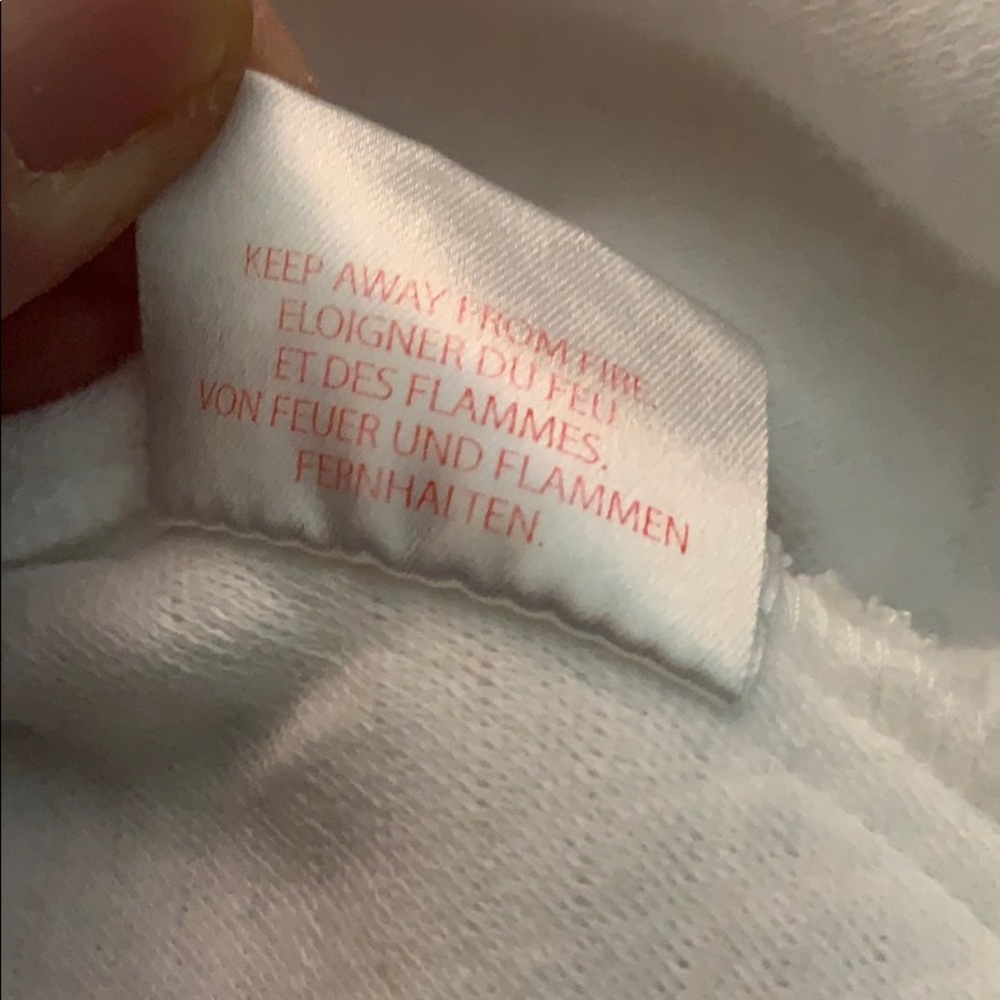 KEEP AWAY FROM FIRE.
ELOIGNER DU FEU
ET DES FLAMMES.
VON FEUER UND FLAMMEN
FERNHALTEN.